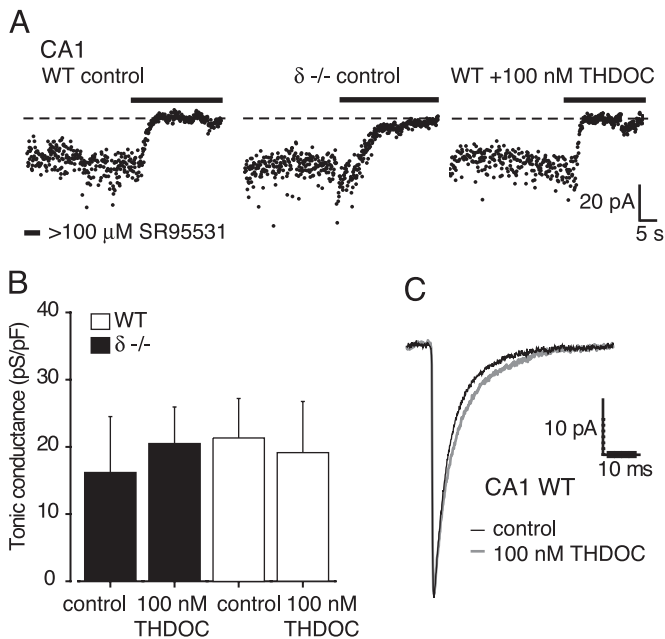 A
CA1
WT control
δ -/- control
WT +100 nM THDOC
20 pA
5 s
>100 µM SR95531
B
C
40
30
20
10
0
Tonic conductance (pS/pF)
WT
δ -/-
control
100 nM
THDOC
control
100 nM
THDOC
10 pA
10 ms
CA1 WT
control
100 nM THDOC